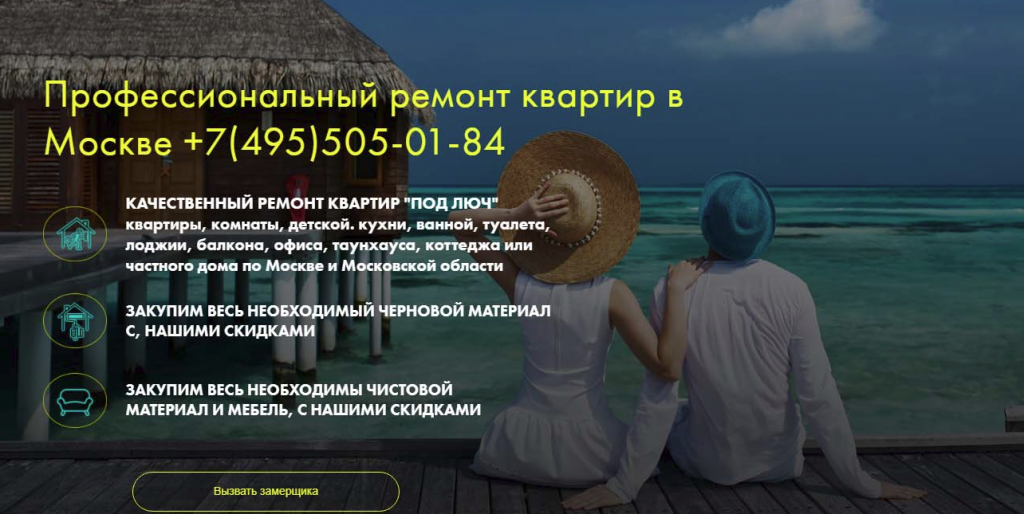 Профессиональный ремонт квартир в
Москве +7(495)505-01-84
КАЧЕСТВЕННЫЙ РЕМОНТ КВАРТИР "ПОД ЛЮЧ"
квартиры, комнаты, детской. кухни, ванной, туалета,
лоджии, балкона, офиса, таунхауса, коттеджа или
частного дома по Москве и Московской области
ЗАКУПИМ ВЕСЬ НЕОБХОДИМЫЙ ЧЕРНОВОЙ МАТЕРИАЛ
С, НАШИМИ СКИДКАМИ
ЗАКУПИМ ВЕСЬ НЕОБХОДИМЫ ЧИСТОВОЙ
МАТЕРИАЛ И МЕБЕЛЬ, С НАШИМИ СКИДКАМИ
Вызвать замерщика